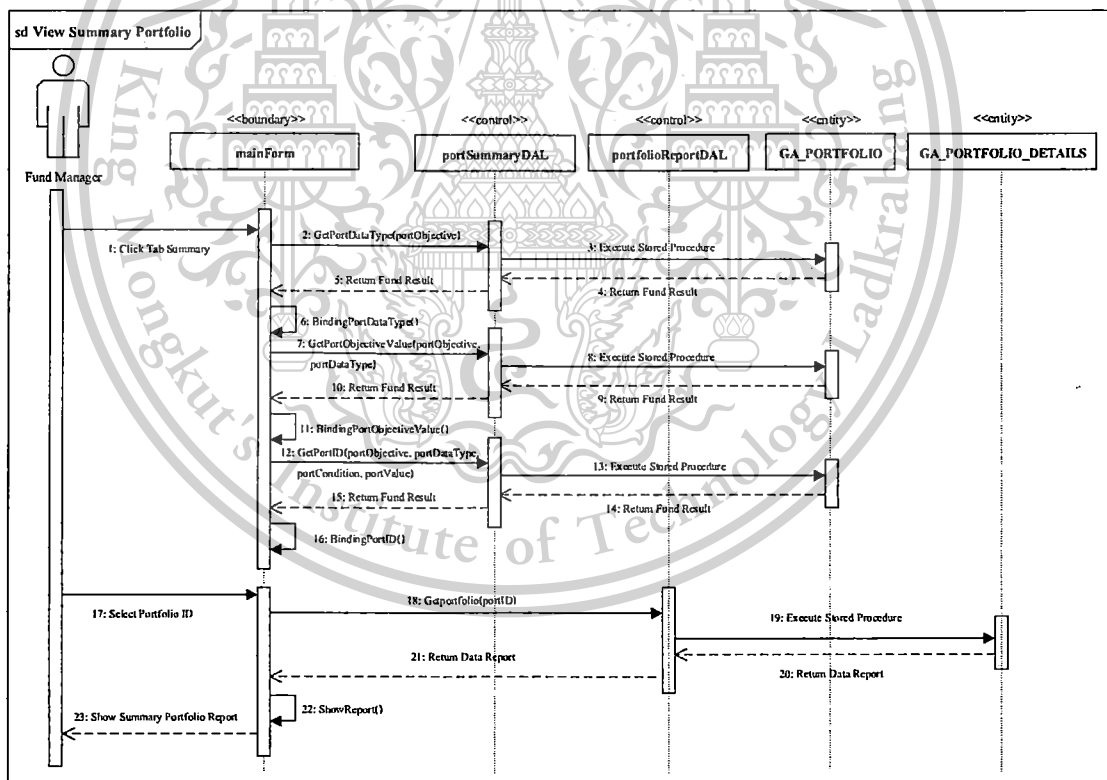 sd View Summary Portfolio
<<boundary>>
<<control>>
<<control>>
<<entity>>
<<entity>>
mainForm
portSummaryDAL
portfolioReportDAL
GA_PORTFOLIO
GA_PORTFOLIO_DETAILS
Fund Manager
1: Click Tab Summary
2: GetPortDataType(portObjective)
3: Execute Stored Procedure
4: Return Fund Result
5: Return Fund Result
6: BindingPortDataType()
7: GetPortObjectiveValue(portObjective,
portDataType)
8: Execute Stored Procedure
9: Return Fund Result
10: Return Fund Result
11: BindingPortObjectiveValue()
12: GetPortID(portObjective, portDataType,
portCondition, portValue)
13: Execute Stored Procedure
14: Return Fund Result
15: Return Fund Result
16: BindingPortID()
17: Select Portfolio ID
18: Getportfolio(portID)
19: Execute Stored Procedure
20: Return Data Report
21: Return Data Report
22: ShowReport()
23: Show Summary Portfolio Report
King Mongkut's Institute of Technology Ladkrabang